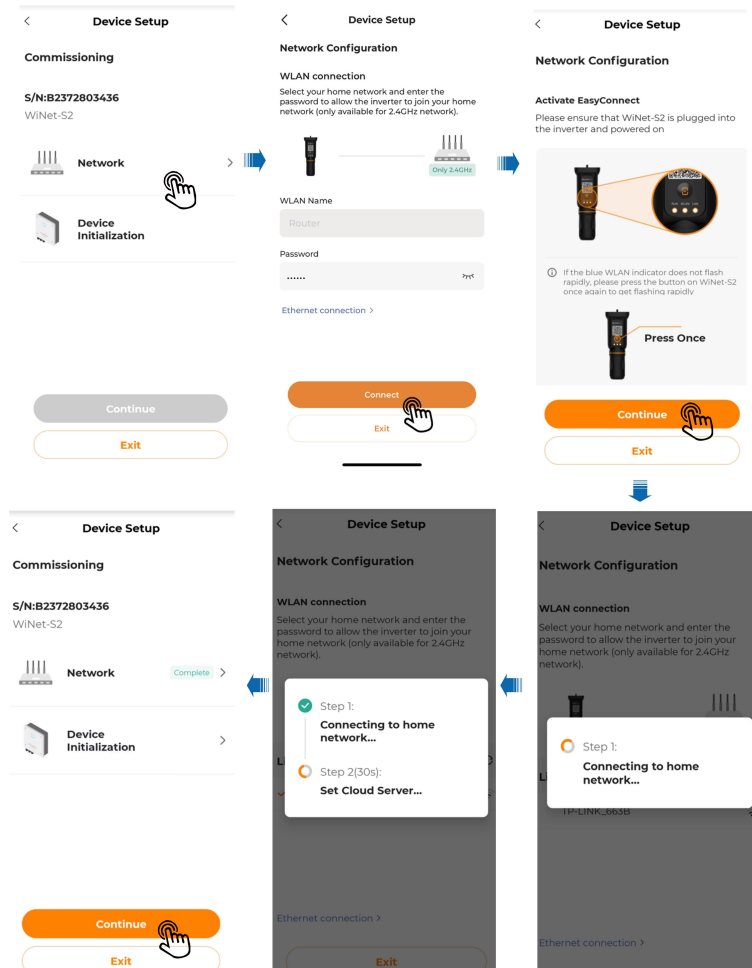 Device Setup
Commissioning
S/N:B2372803436
WiNet-S2
Network
Device
Initialization
Continue
Exit
Device Setup
Network Configuration
WLAN connection
Select your home network and enter the
password to allow the inverter to join your home
network (only available for 2.4GHz network).
Only 2.4GHz
WLAN Name
Router
Password
Ethernet connection >
Connect
Exit
Device Setup
Network Configuration
Activate EasyConnect
Please ensure that WiNet-S2 is plugged into
the inverter and powered on
If the blue WLAN indicator does not flash
rapidly, please press the button on WiNet-S2
once again to get flashing rapidly
Press Once
Continue
Exit
Device Setup
Network Configuration
WLAN connection
Select your home network and enter the
password to allow the inverter to join your
home network (only available for 2.4GHz
network).
Step 1:
Connecting to home
network...
TP-LINK_663B
Ethernet connection >
Device Setup
Network Configuration
WLAN connection
Select your home network and enter the
password to allow the inverter to join your
home network (only available for 2.4GHz
network).
Step 1:
Connecting to home
network...
Step 2(30s):
Set Cloud Server...
Ethernet connection >
Exit
Device Setup
Commissioning
S/N:B2372803436
WiNet-S2
Network
Complete
Device
Initialization
Continue
Exit